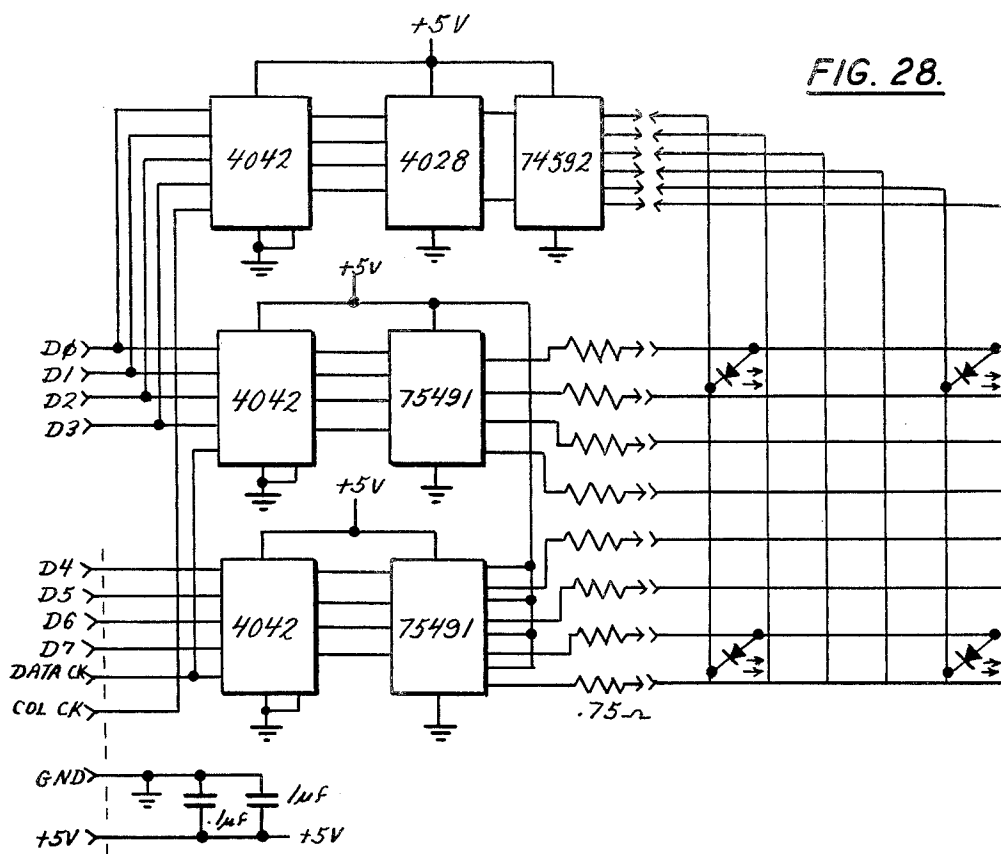 +5V
FIG. 28.
4042
4028
74592
+5V
DØ
D1
D2
D3
4042
75491
+5V
D4
D5
D6
D7
DATA CK
COL CK
4042
75491
.75Ω
GND
.1µf
1µf
+5V
+5V